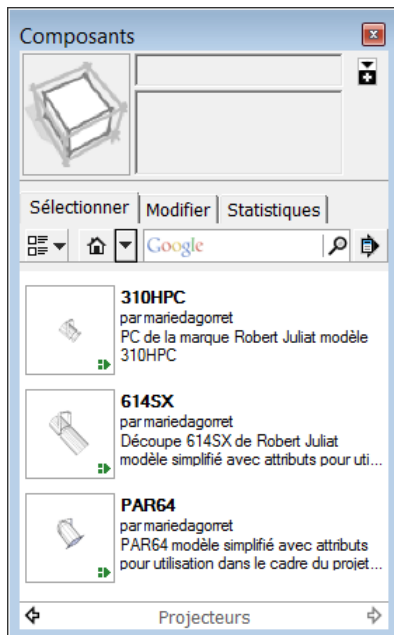 Composants
Sélectionner Modifier Statistiques
Google
310HPC
par mariedagorret
PC de la marque Robert Juliat modèle
310HPC
614SX
par mariedagorret
Découpe 614SX de Robert Juliat
modèle simplifié avec attributs pour uti...
PAR64
par mariedagorret
PAR64 modèle simplifié avec attributs
pour utilisation dans le cadre du projet...
Projecteurs